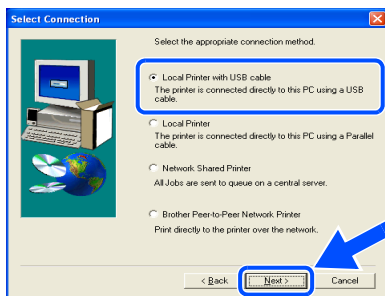 Select Connection
Select the appropriate connection method.
Local Printer with USB cable
The printer is connected directly to this PC using a USB
cable.
Local Printer
The printer is connected directly to this PC using a Parallel
cable.
Network Shared Printer
All Jobs are sent to queue on a central server.
Brother Peer-to-Peer Network Printer
Print directly to the printer over the network.
< Back Next > Cancel